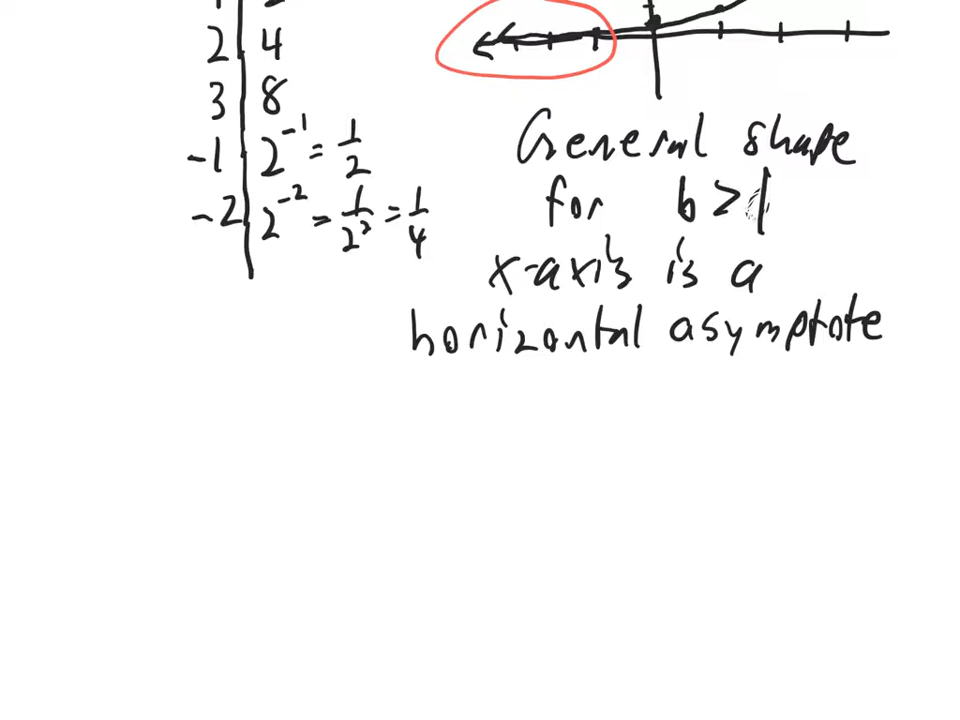 2 | 4
3 | 8
-1 | 2^{-1} = 1/2
-2 | 2^{-2} = 1/2^2 = 1/4
General shape
for b > 1
x-axis is a
horizontal asymptote